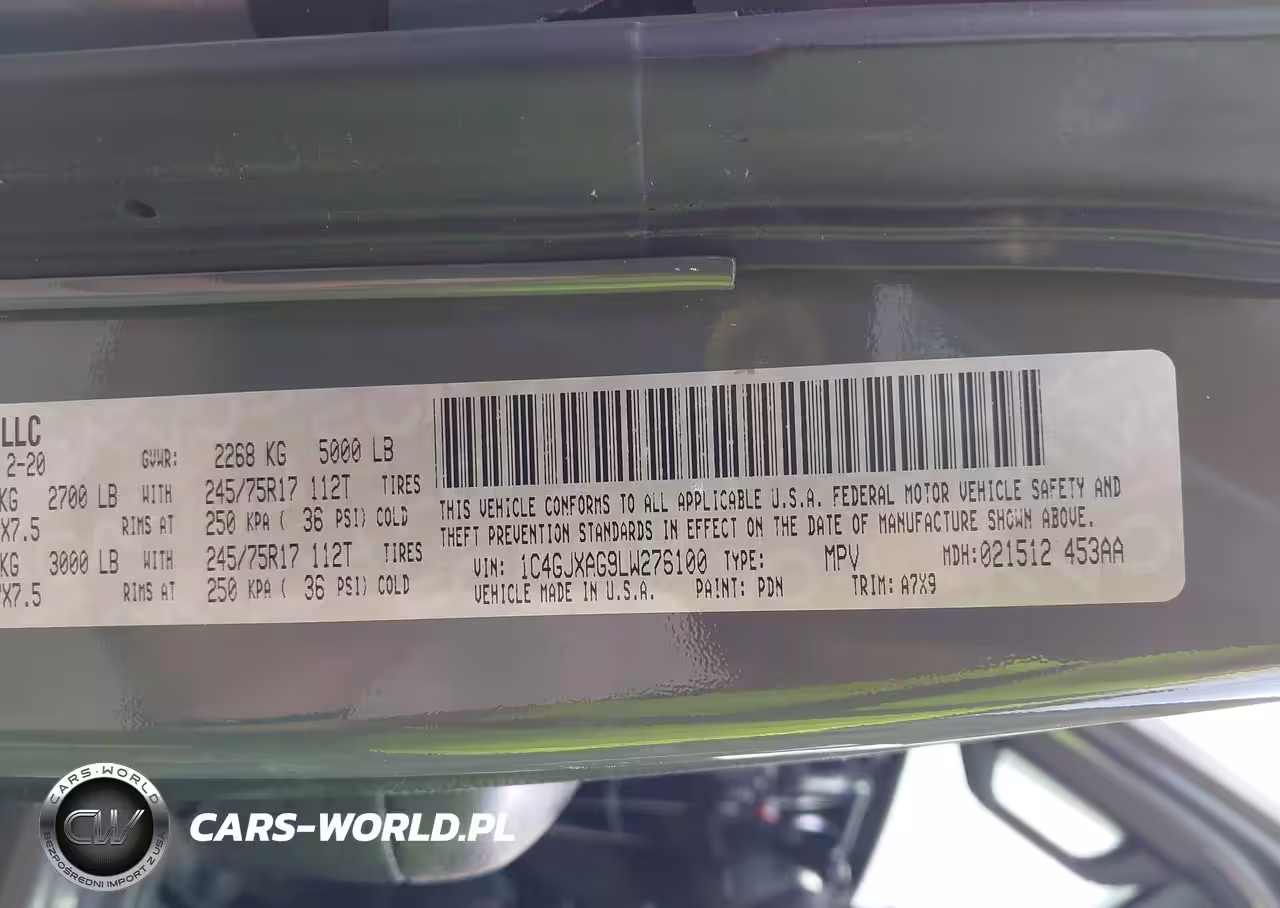 LLC
2-20 GVWR: 2268 KG 5000 LB
KG 2700 LB WITH 245/75R17 112T TIRES
X7.5 RIMS AT 250 KPA ( 36 PSI) COLD
KG 3000 LB WITH 245/75R17 112T TIRES
X7.5 RIMS AT 250 KPA ( 36 PSI) COLD
THIS VEHICLE CONFORMS TO ALL APPLICABLE U.S.A. FEDERAL MOTOR VEHICLE SAFETY AND
THEFT PREVENTION STANDARDS IN EFFECT ON THE DATE OF MANUFACTURE SHOWN ABOVE.
VIN: 1C4GJXAG9LW276100 TYPE: MPV MDH:021512 453AA
VEHICLE MADE IN U.S.A. PAINT: PDN TRIM: A7X9
CARS-WORLD
CW
BEZPOŚREDNI IMPORT Z USA
CARS-WORLD.PL